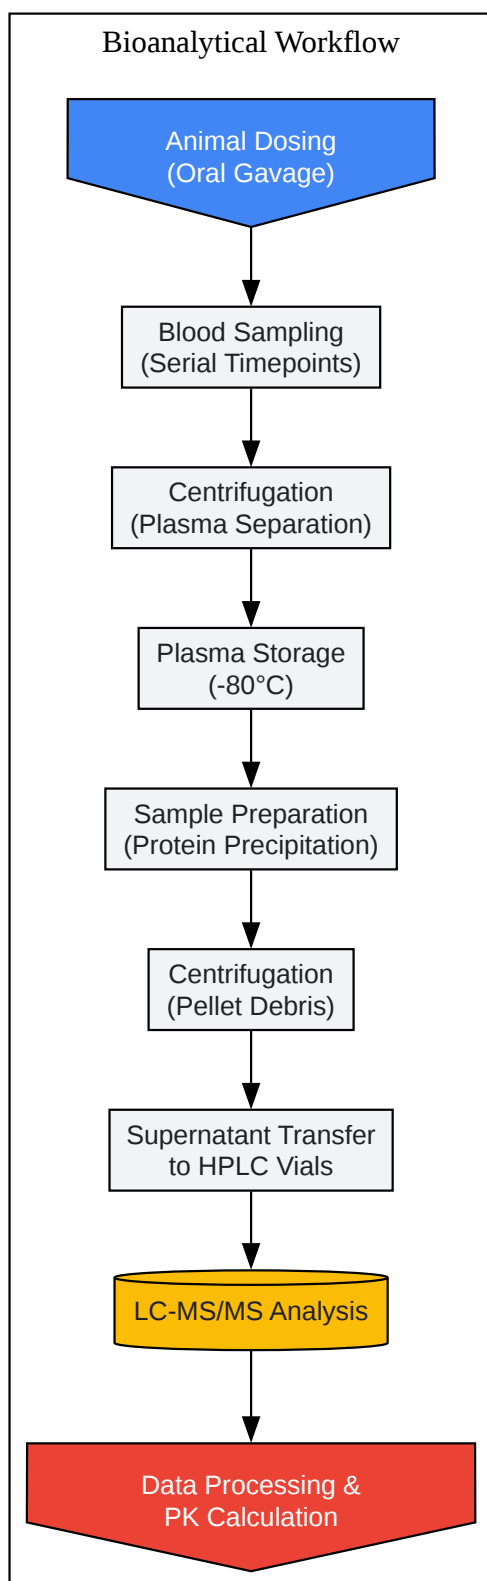 Bioanalytical Workflow
Animal Dosing
(Oral Gavage)
Blood Sampling
(Serial Timepoints)
Centrifugation
(Plasma Separation)
Plasma Storage
(-80°C)
Sample Preparation
(Protein Precipitation)
Centrifugation
(Pellet Debris)
Supernatant Transfer
to HPLC Vials
LC-MS/MS Analysis
Data Processing &
PK Calculation